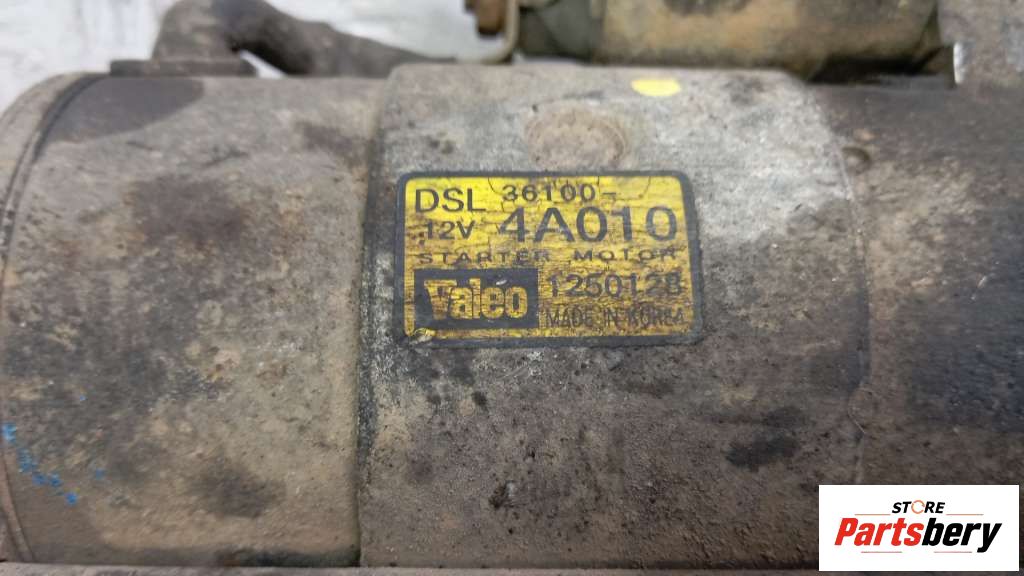 DSL 36100-
12V 4A010
STARTER MOTOR
Valeo 1250128
MADE IN KOREA
STORE
Partsbery